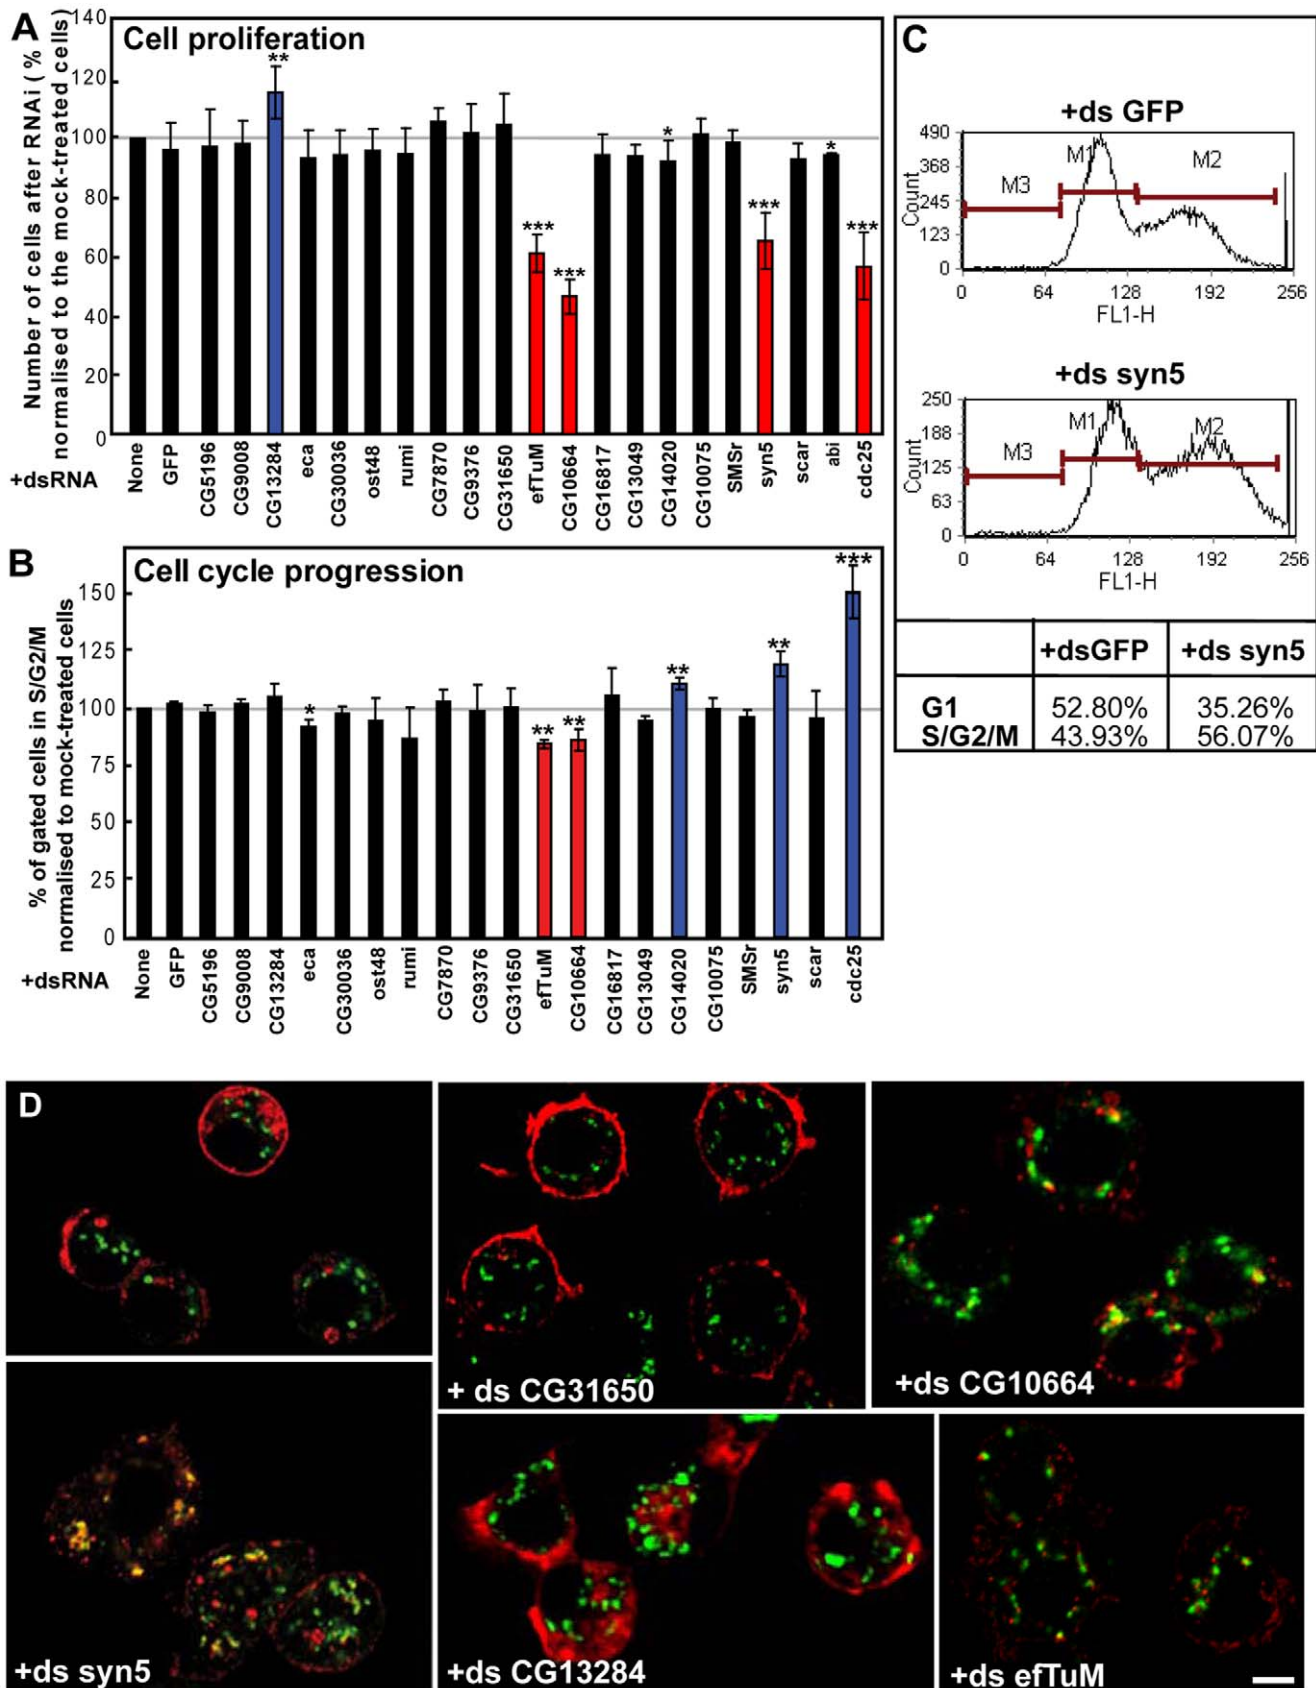 A
Cell proliferation
Number of cells after RNAi ( %
normalised to the mock-treated cells)
140
120
100
80
60
40
20
0
**
***
***
*
***
*
***
+dsRNA
None
GFP
CG5196
CG9008
CG13284
eca
CG30036
ost48
rumi
CG7870
CG9376
CG31650
efTuM
CG10664
CG16817
CG13049
CG14020
CG10075
SMSr
syn5
scar
abi
cdc25
B
Cell cycle progression
% of gated cells in S/G2/M
normalised to mock-treated cells
150
125
100
75
50
25
0
*
**
**
**
**
***
+dsRNA
None
GFP
CG5196
CG9008
CG13284
eca
CG30036
ost48
rumi
CG7870
CG9376
CG31650
efTuM
CG10664
CG16817
CG13049
CG14020
CG10075
SMSr
syn5
scar
cdc25
C
+ds GFP
Count
490
368
245
123
0
M3
M1
M2
0 64 128 192 256
FL1-H
+ds syn5
Count
250
188
125
63
0
M3
M1
M2
0 64 128 192 256
FL1-H
+dsGFP +ds syn5
G1 52.80% 35.26%
S/G2/M 43.93% 56.07%
D
+ ds CG31650
+ds CG10664
+ds syn5
+ds CG13284
+ds efTuM